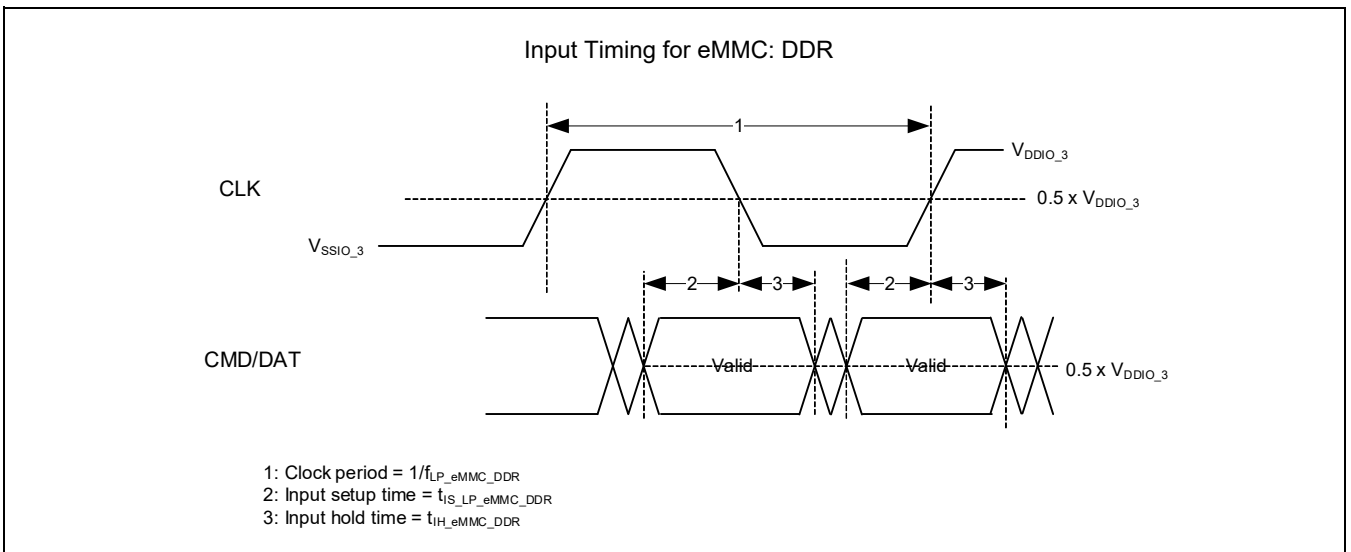 Input Timing for eMMC: DDR
1
V_DDIO_3
CLK
0.5 x V_DDIO_3
V_SSIO_3
2 3 2 3
CMD/DAT
Valid Valid
0.5 x V_DDIO_3
1: Clock period = 1/f_LP_eMMC_DDR
2: Input setup time = t_IS_LP_eMMC_DDR
3: Input hold time = t_IH_eMMC_DDR